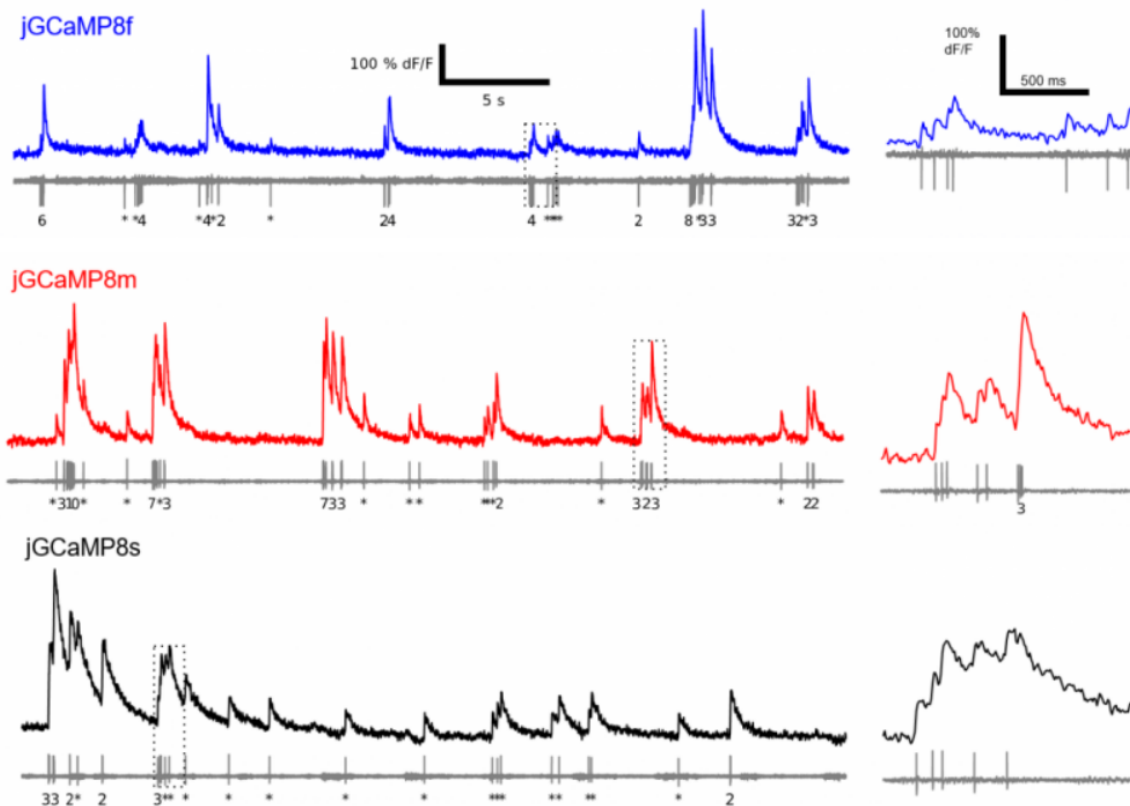 jGCaMP8f
100 % dF/F
5 s
100%
dF/F
500 ms
6 * *4 *4*2 * 24 4 **** 2 8*33 32*3
jGCaMP8m
*310* * 7*3 733 * ** ***2 * 323 * 22
3
jGCaMP8s
33 2* 2 3** * * * * * *** ** ** * 2